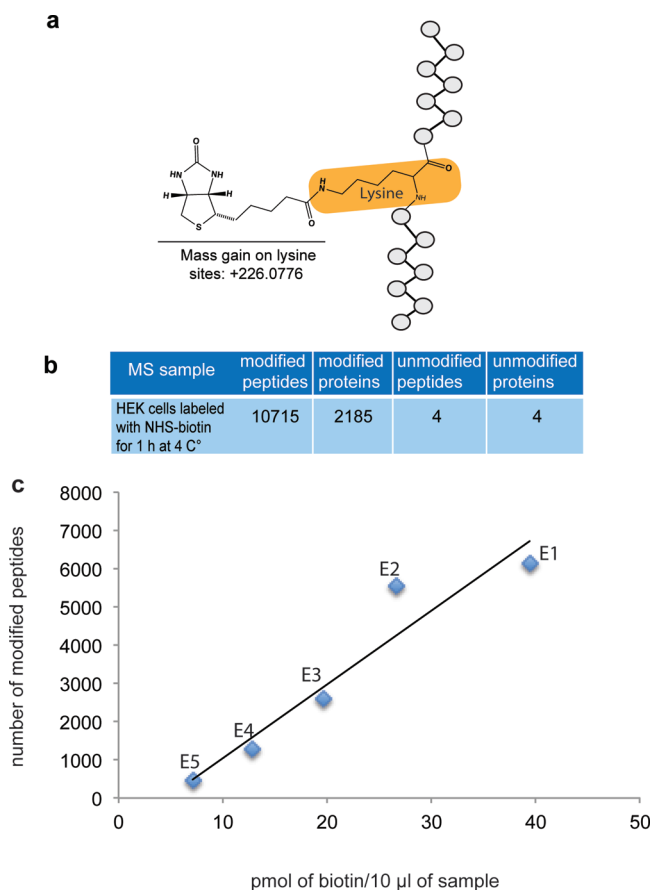 a
O
HN
NH
H
H
S
H
N
O
Lysine
O
NH
Mass gain on lysine
sites: +226.0776
b
MS sample
modified
peptides
modified
proteins
unmodified
peptides
unmodified
proteins
HEK cells labeled
with NHS-biotin
for 1 h at 4 C°
10715
2185
4
4
c
number of modified peptides
8000
7000
6000
5000
4000
3000
2000
1000
0
E1
E2
E3
E4
E5
0
10
20
30
40
50
pmol of biotin/10 µl of sample